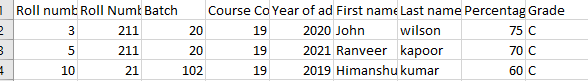 1 Roll numb Roll Numb Batch Course Co Year of ad First name Last name Percentag Grade
2 3 211 20 19 2020 John wilson 75 C
3 5 211 20 19 2021 Ranveer kapoor 70 C
4 10 21 102 19 2019 Himanshu kumar 60 C